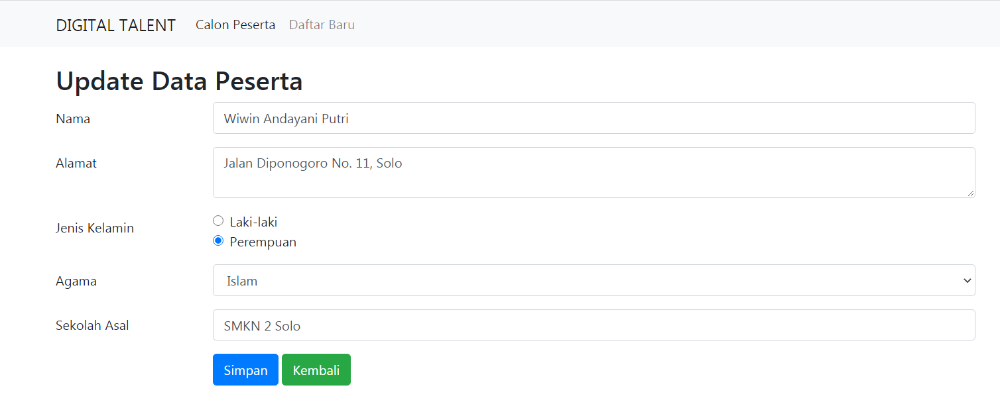 DIGITAL TALENT Calon Peserta Daftar Baru
Update Data Peserta
Nama Wiwin Andayani Putri
Alamat Jalan Diponogoro No. 11, Solo
Jenis Kelamin Laki-laki
Perempuan
Agama Islam
Sekolah Asal SMKN 2 Solo
Simpan Kembali